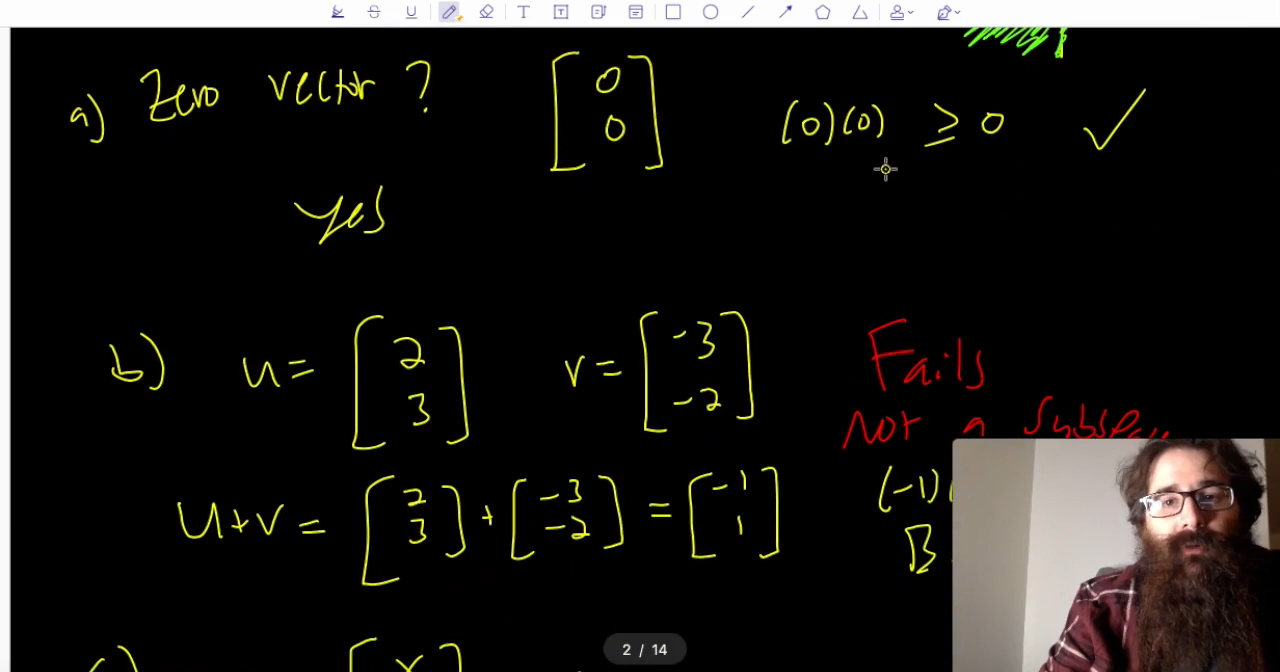 a) Zero vector ? [0 0] (0)(0) ≥ 0 ✓
yes
b) u = [2 3] v = [-3 -2] Fails
Not a
u+v = [2 3] + [-3 -2] = [-1 1] (-1)(
B
c) [x
2 / 14